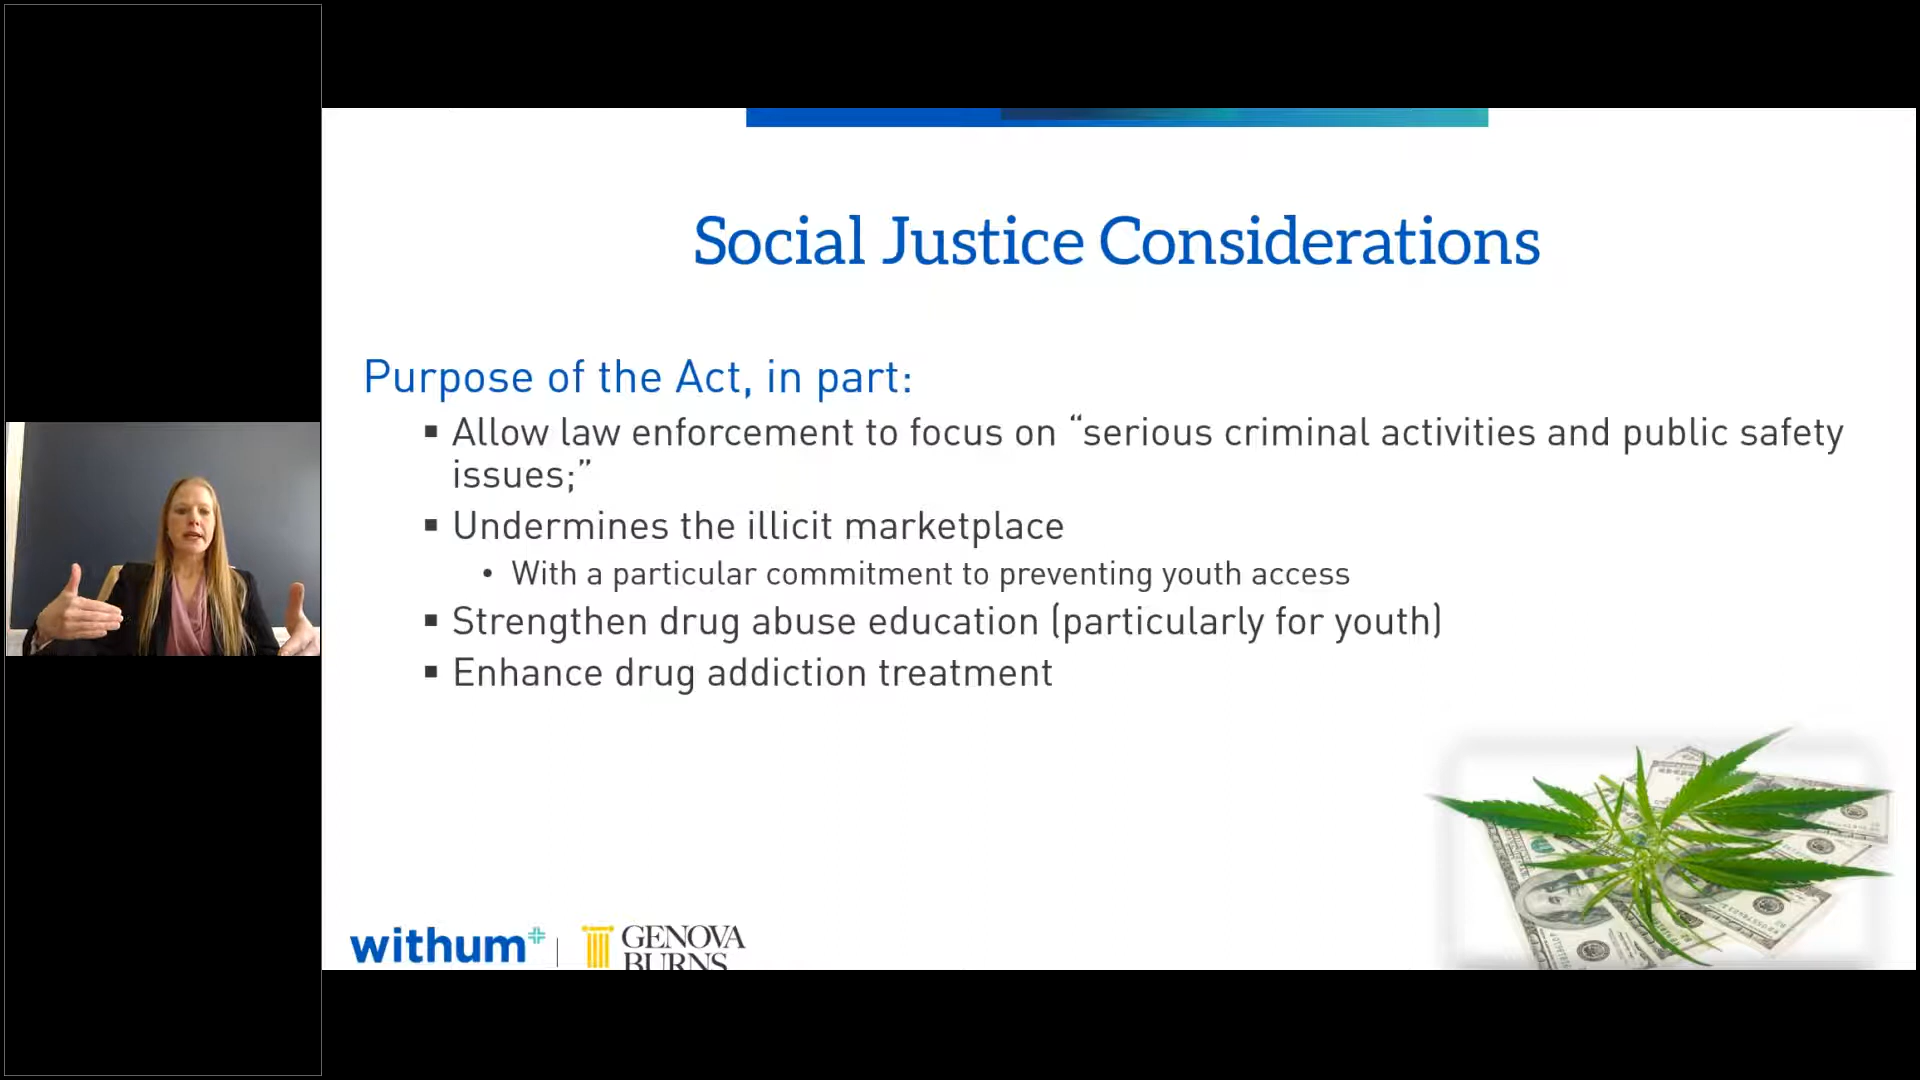 Social Justice Considerations
Purpose of the Act, in part:
▪ Allow law enforcement to focus on “serious criminal activities and public safety
issues;”
▪ Undermines the illicit marketplace
• With a particular commitment to preventing youth access
▪ Strengthen drug abuse education (particularly for youth)
▪ Enhance drug addiction treatment
withum+
GENOVA
BURNS